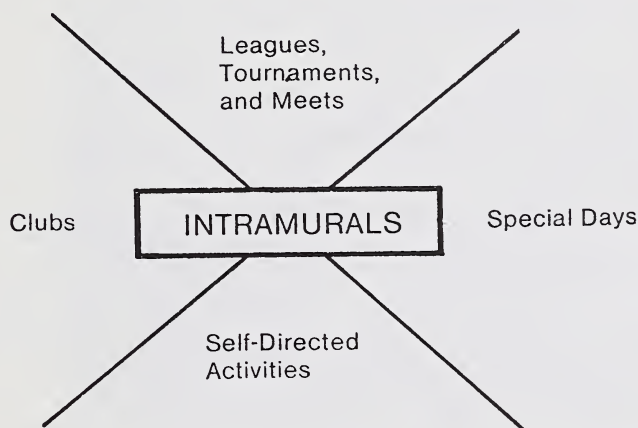 Leagues,
Tournaments,
and Meets
Clubs
INTRAMURALS
Special Days
Self-Directed
Activities